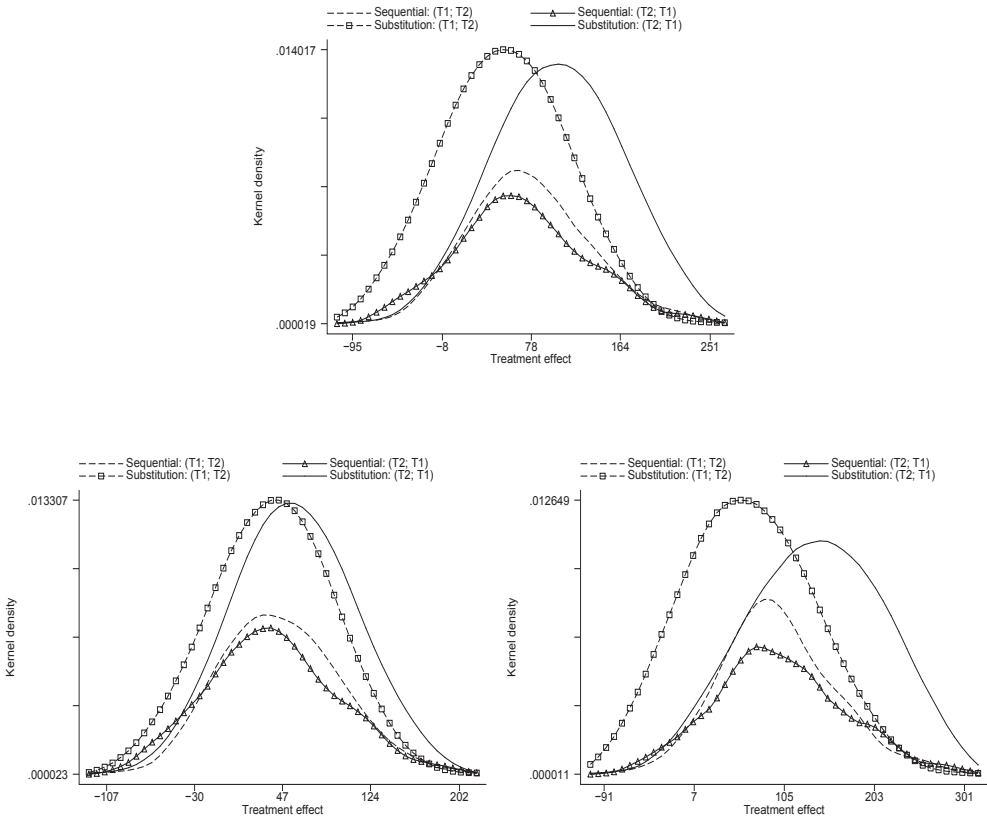 Sequential: (T1; T2) Sequential: (T2; T1)
Substitution: (T1; T2) Substitution: (T2; T1)
.014017
Kernel density
.000019
−95 −8 78 164 251
Treatment effect
Sequential: (T1; T2) Sequential: (T2; T1)
Substitution: (T1; T2) Substitution: (T2; T1)
.013307
Kernel density
.000023
−107 −30 47 124 202
Treatment effect
Sequential: (T1; T2) Sequential: (T2; T1)
Substitution: (T1; T2) Substitution: (T2; T1)
.012649
Kernel density
.000011
−91 7 105 203 301
Treatment effect